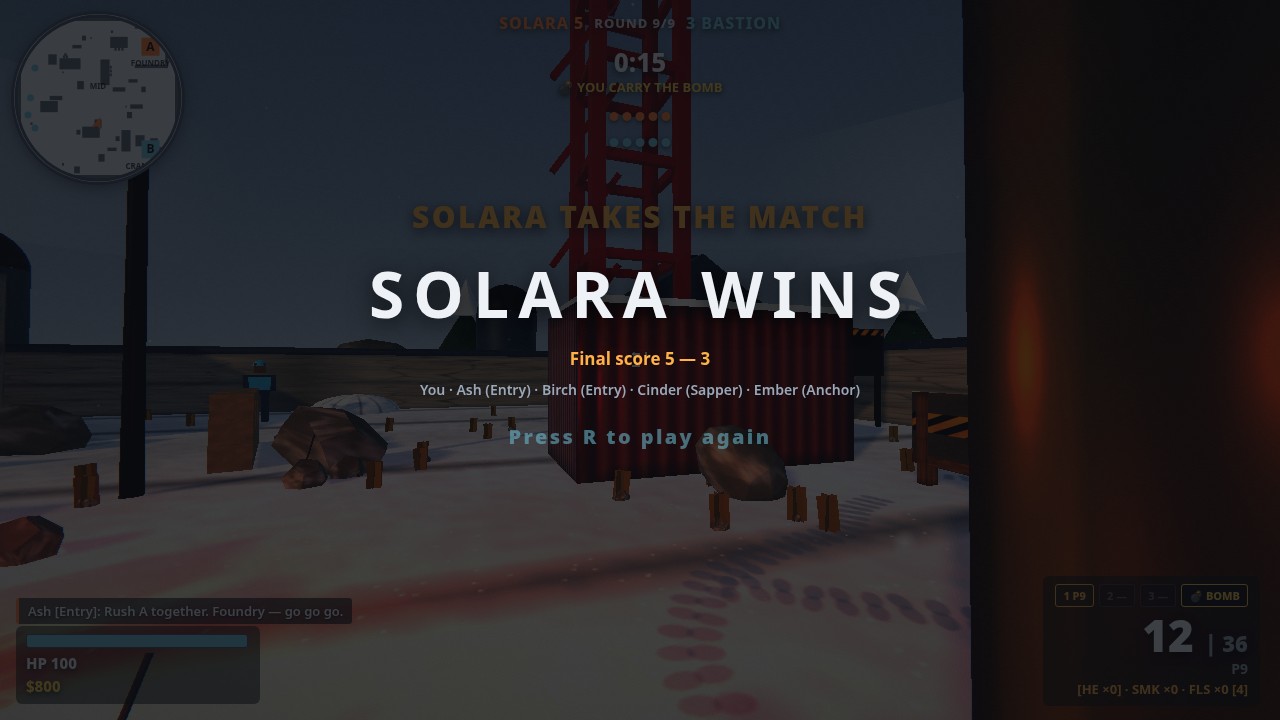 SOLARA 5 ROUND 9/9 3 BASTION
0:15
YOU CARRY THE BOMB
A
FOUNDRY
MID
B
SOLARA TAKES THE MATCH
SOLARA WINS
Final score 5 — 3
You · Ash (Entry) · Birch (Entry) · Cinder (Sapper) · Ember (Anchor)
Press R to play again
Ash [Entry]: Rush A together. Foundry — go go go.
HP 100
$800
1 P9 2 — 3 — BOMB
12 | 36
P9
[HE ×0] · SMK ×0 · FLS ×0 [4]